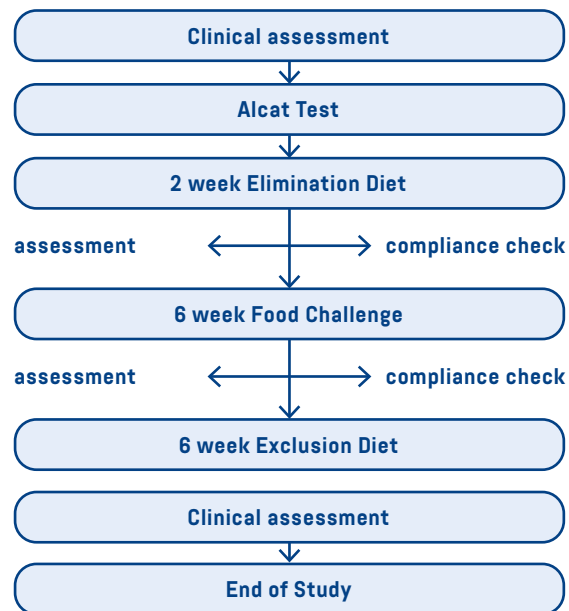 Clinical assessment
Alcat Test
2 week Elimination Diet
assessment compliance check
6 week Food Challenge
assessment compliance check
6 week Exclusion Diet
Clinical assessment
End of Study